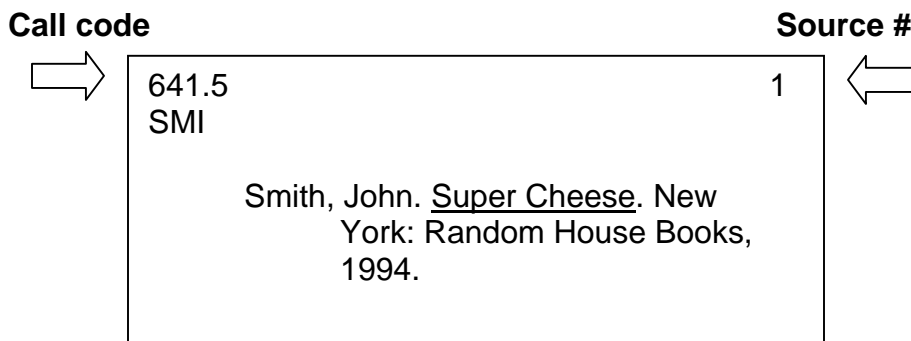 Call code Source #
641.5 1
SMI
Smith, John. Super Cheese. New
York: Random House Books,
1994.